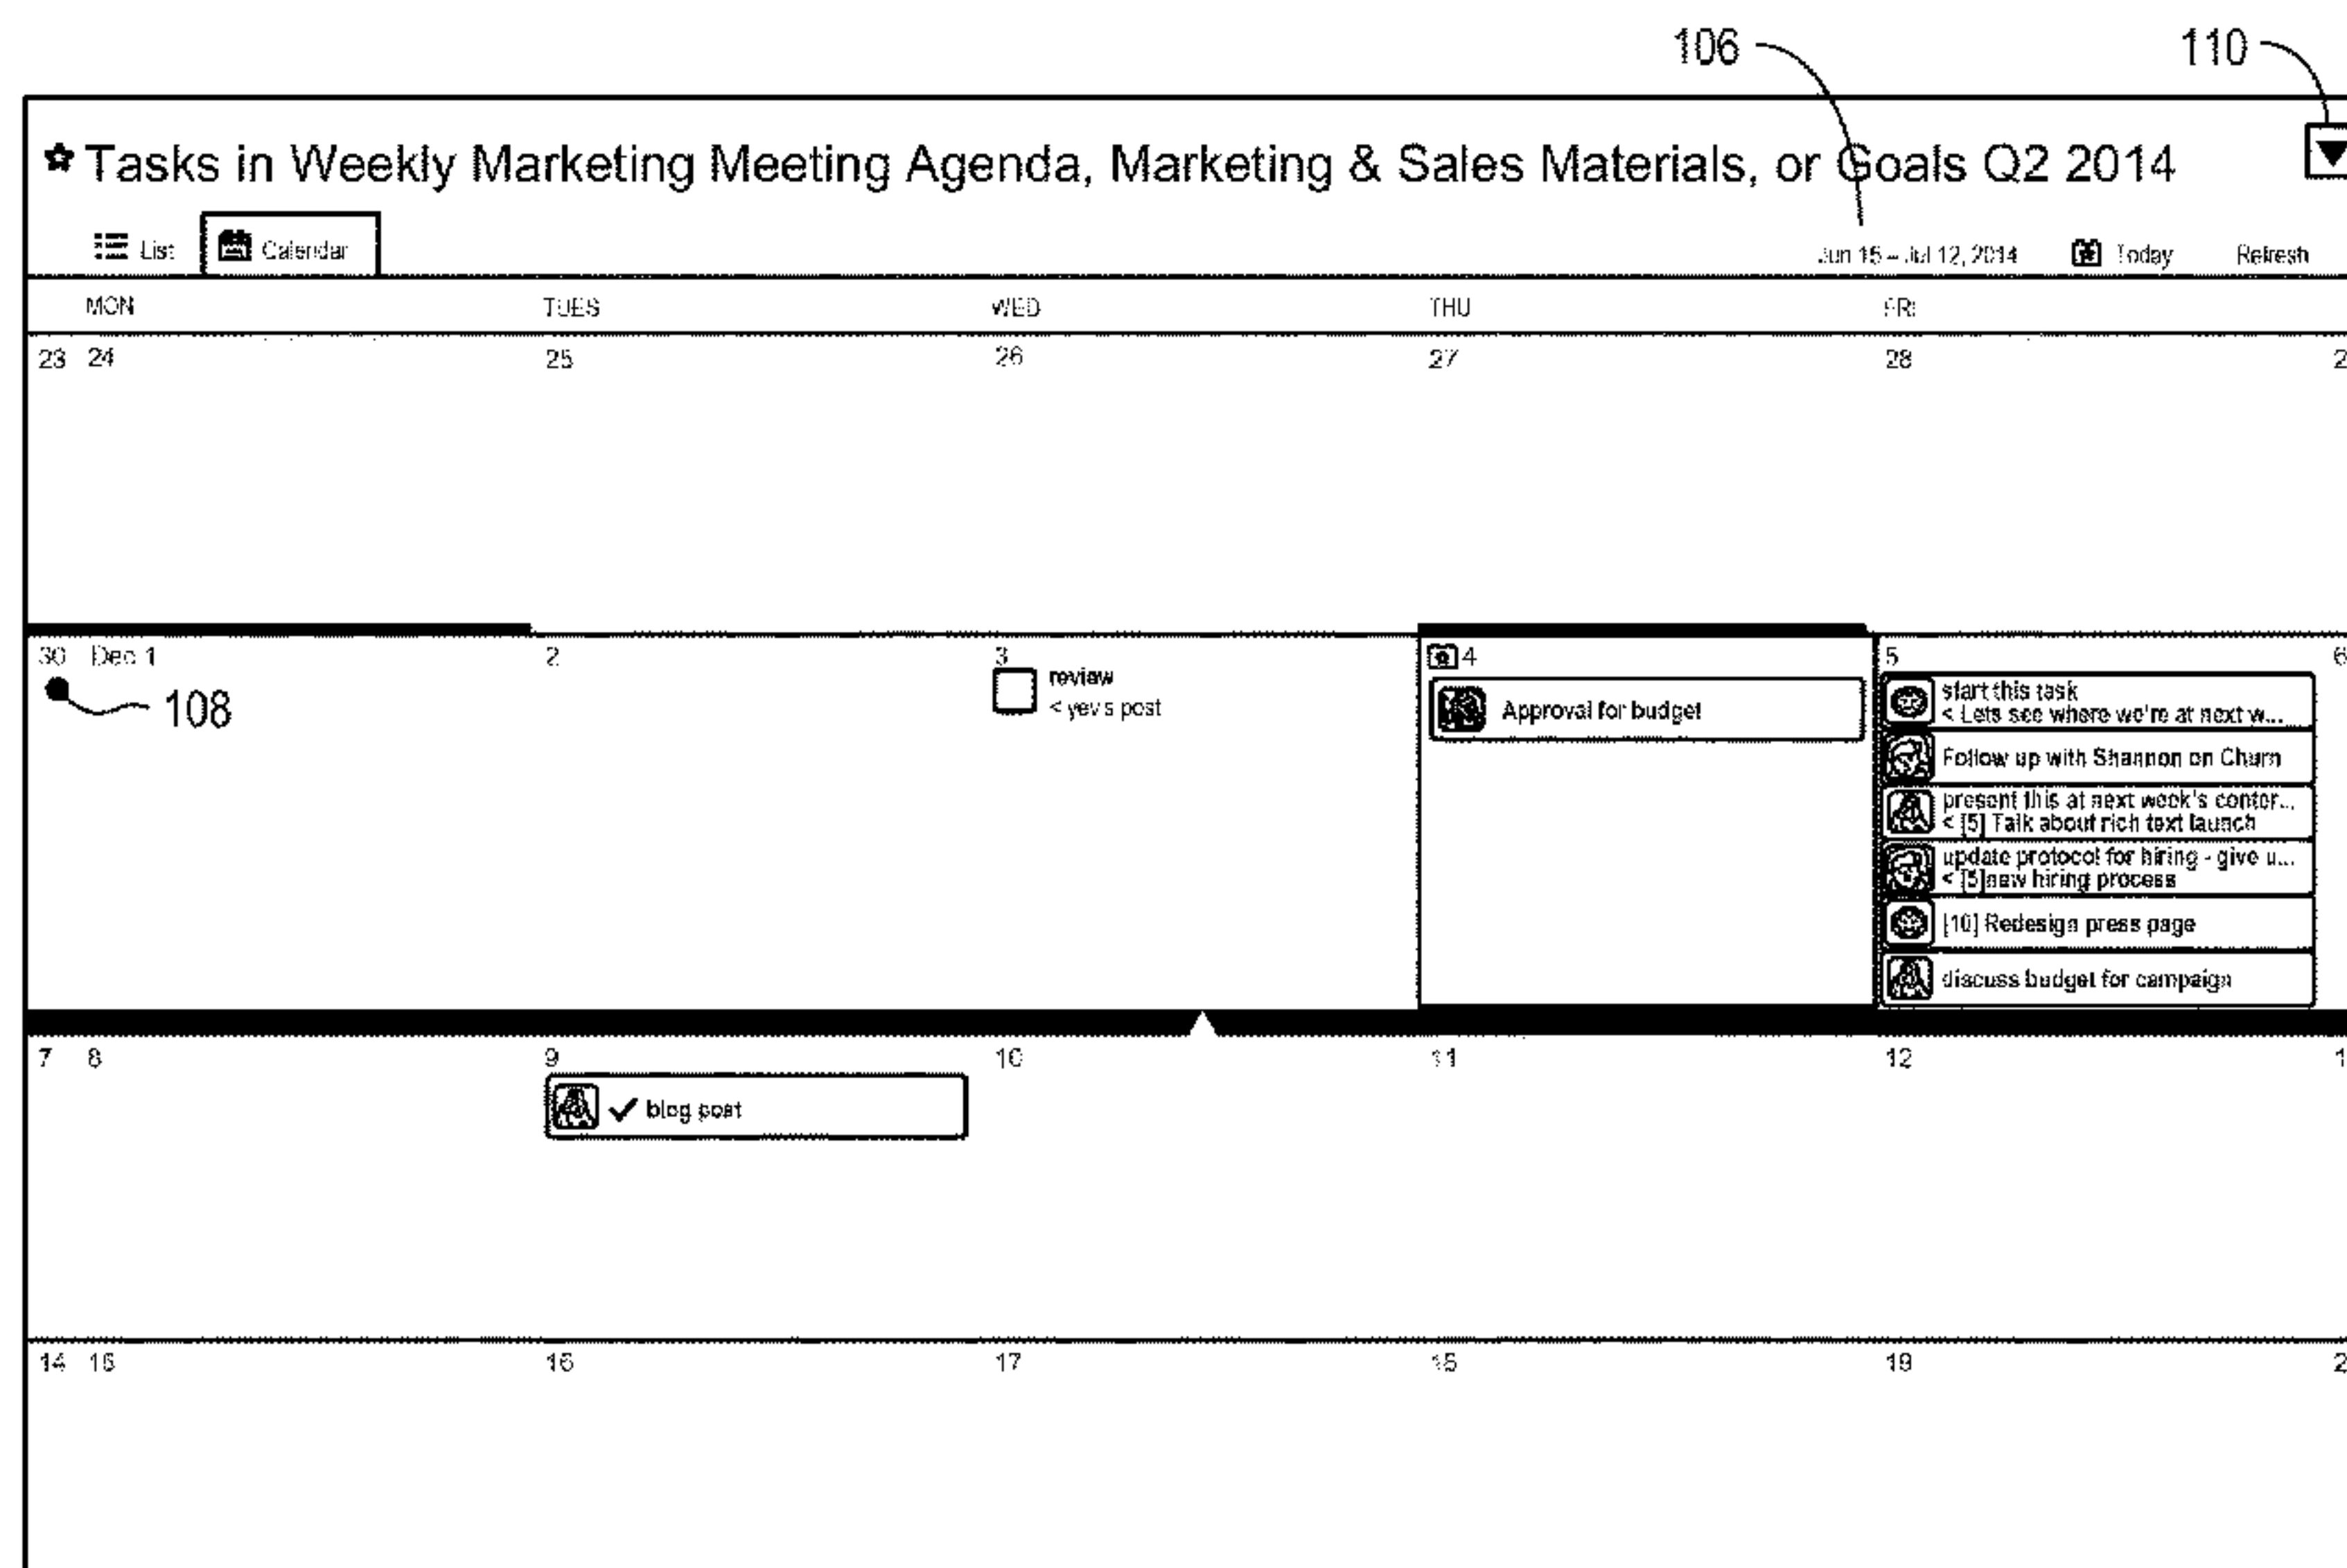 106 110
Tasks in Weekly Marketing Meeting Agenda, Marketing & Sales Materials, or Goals Q2 2014
List Calendar Jun 15 – Jul 12, 2014 Today Refresh
MON TUES WED THU FRI
23 24 25 26 27 28 2
30 Dec 1 2 3 4 5 6
108
review
< yev's post
Approval for budget
start this task
< Lets see where we're at next w...
Follow up with Shannon on Churn
present this at next week's confer...
< [5] Talk about rich text launch
update protocol for hiring - give u...
< [5]new hiring process
[10] Redesign press page
discuss budget for campaign
7 8 9 10 11 12 1
blog post
14 15 16 17 18 19 2